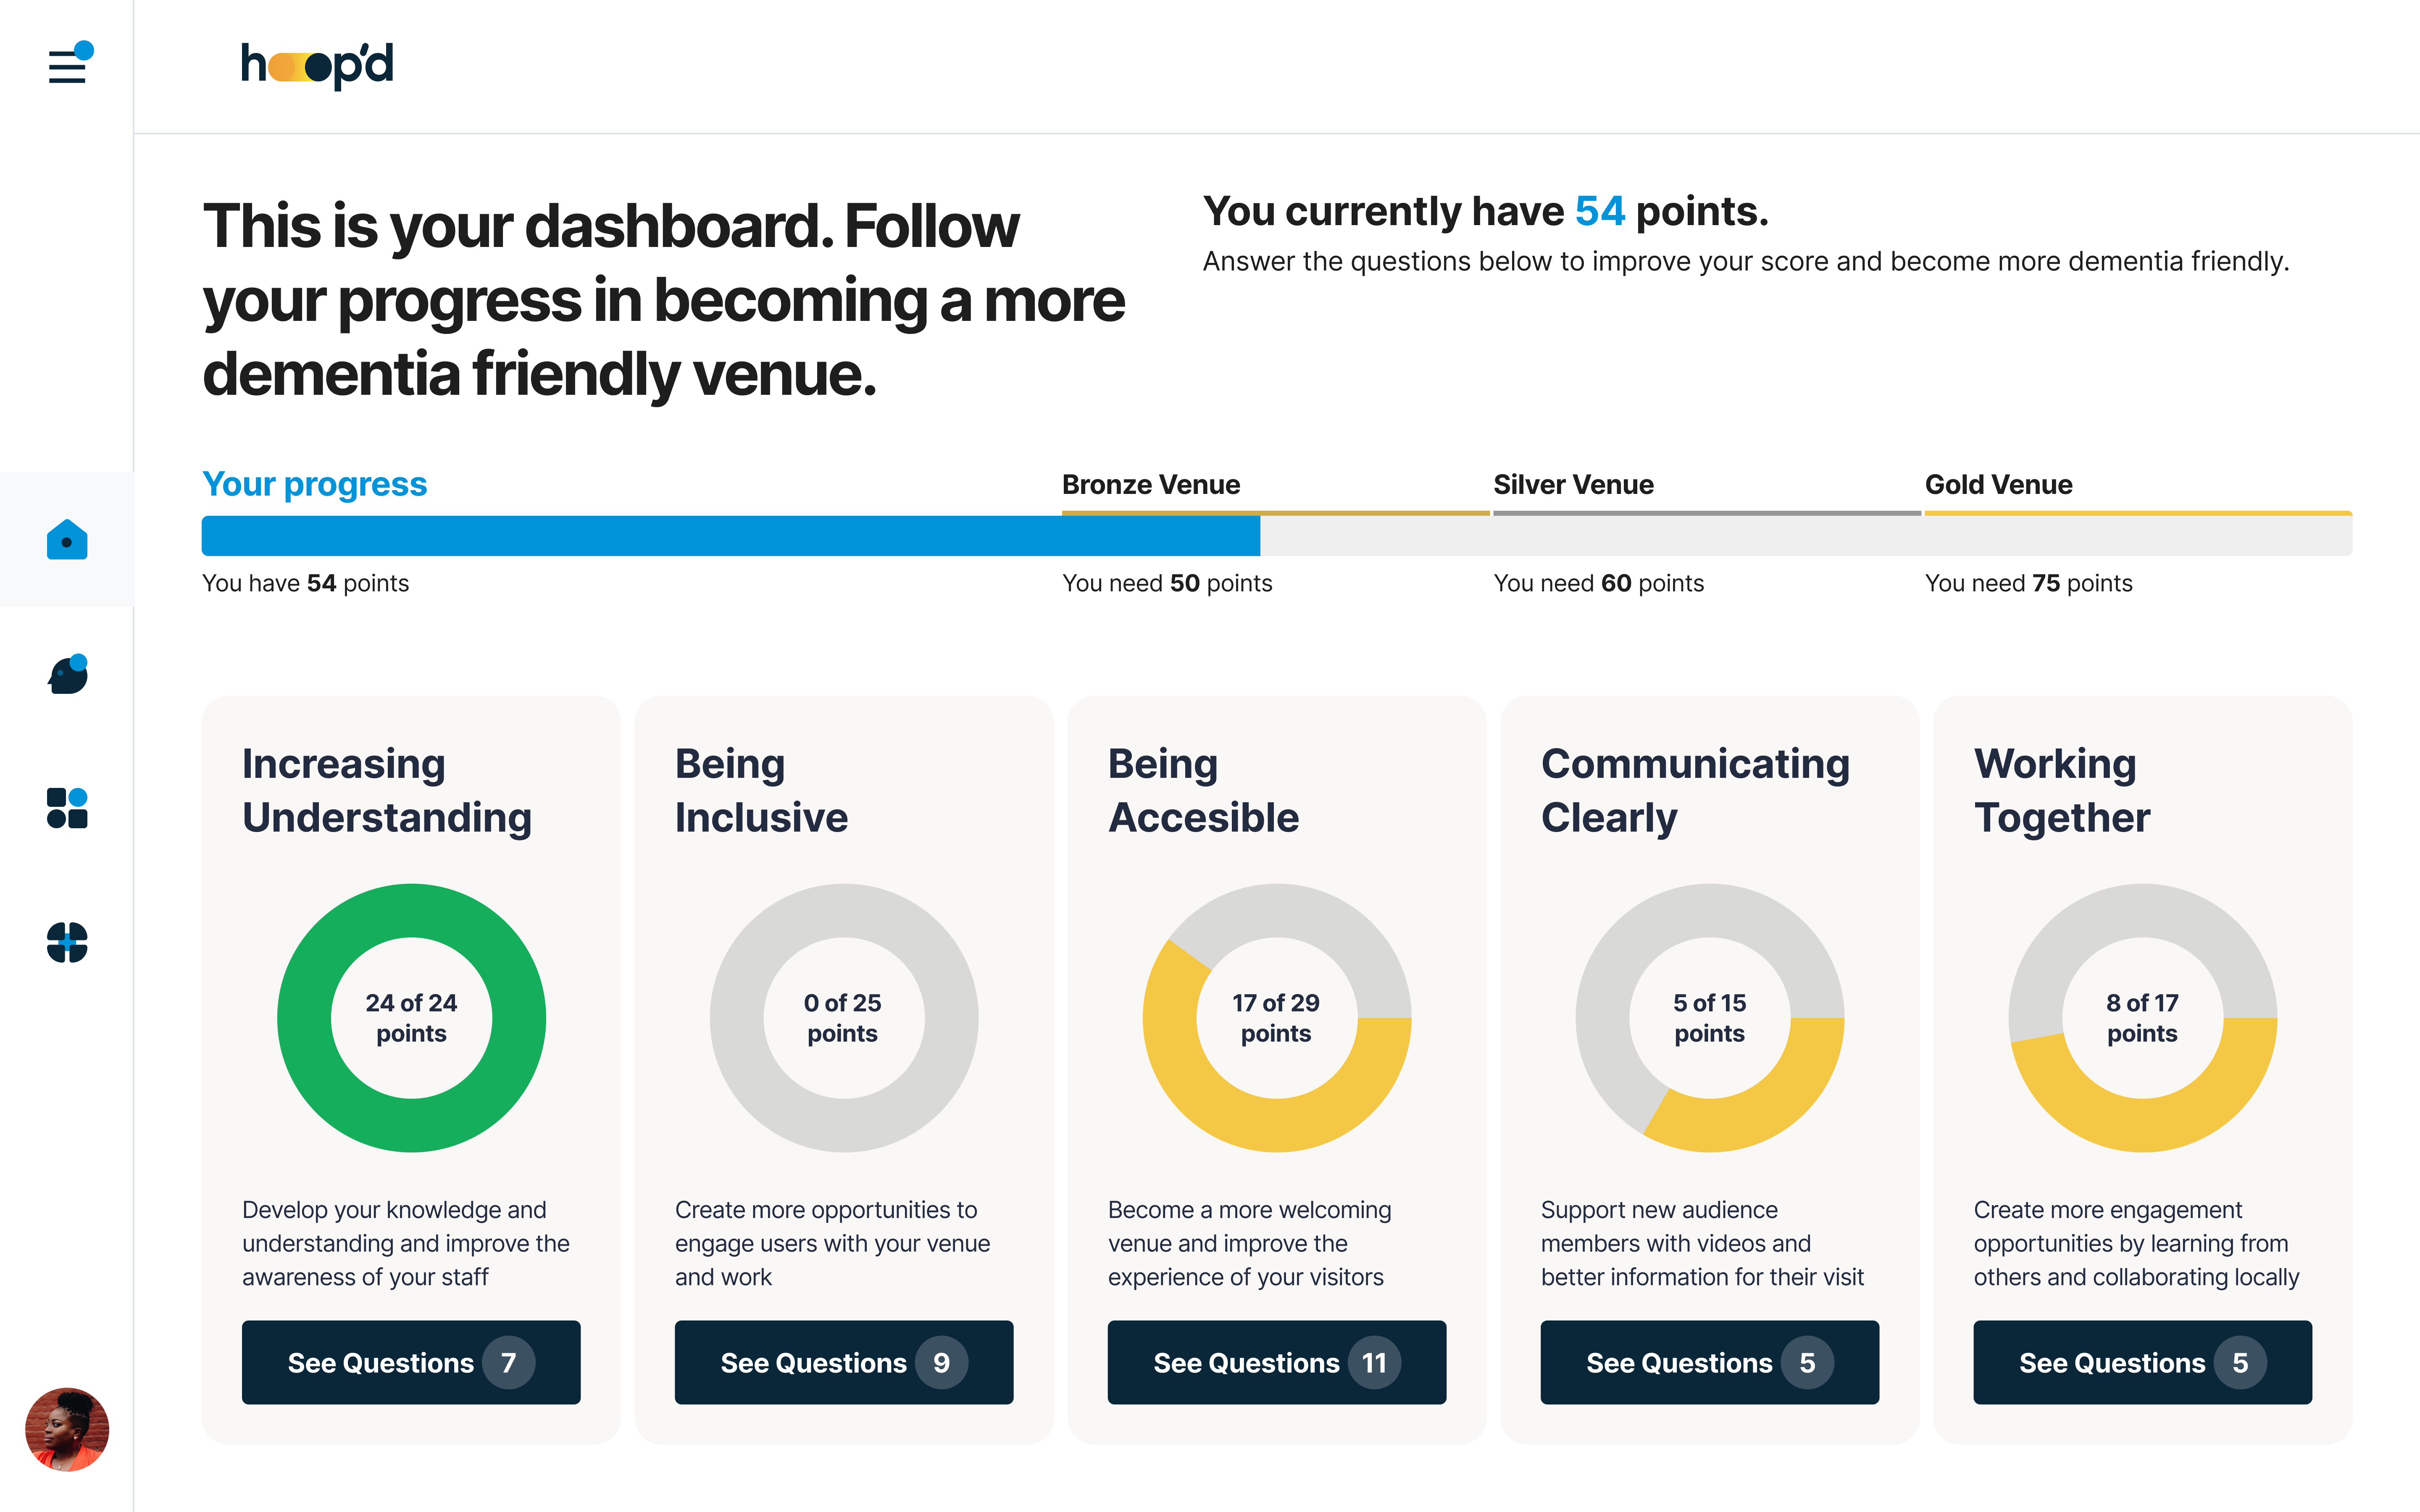 hooop'd
This is your dashboard. Follow
your progress in becoming a more
dementia friendly venue.
You currently have 54 points.
Answer the questions below to improve your score and become more dementia friendly.
Your progress
Bronze Venue
Silver Venue
Gold Venue
You have 54 points
You need 50 points
You need 60 points
You need 75 points
Increasing
Understanding
24 of 24
points
Develop your knowledge and
understanding and improve the
awareness of your staff
See Questions 7
Being
Inclusive
0 of 25
points
Create more opportunities to
engage users with your venue
and work
See Questions 9
Being
Accesible
17 of 29
points
Become a more welcoming
venue and improve the
experience of your visitors
See Questions 11
Communicating
Clearly
5 of 15
points
Support new audience
members with videos and
better information for their visit
See Questions 5
Working
Together
8 of 17
points
Create more engagement
opportunities by learning from
others and collaborating locally
See Questions 5